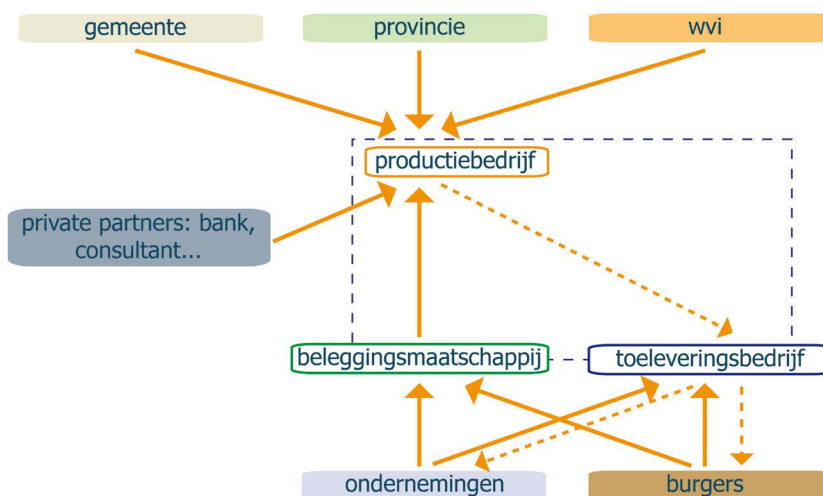 gemeente
provincie
wvi
productiebedrijf
private partners: bank,
consultant...
beleggingsmaatschappij
toeleveringsbedrijf
ondernemingen
burgers